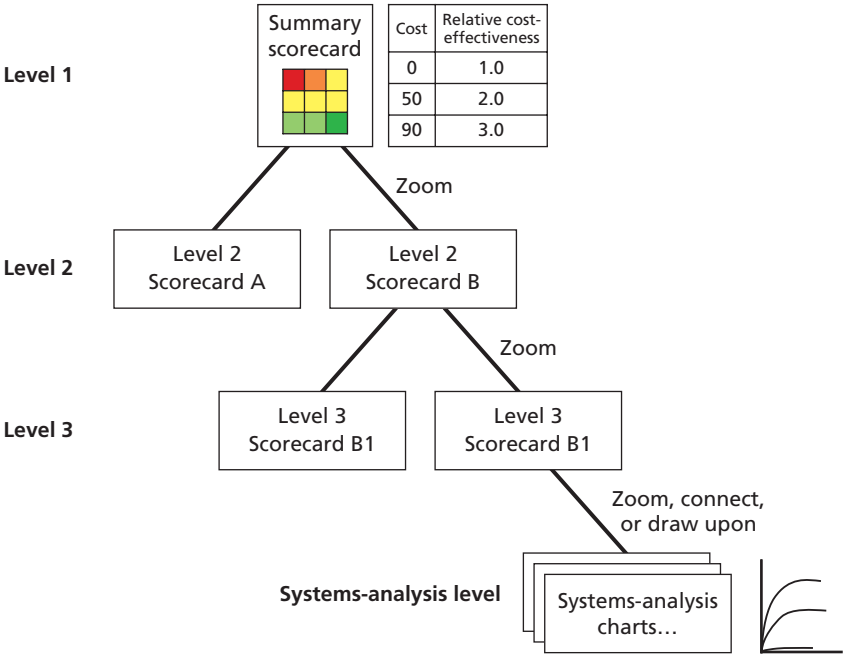 Level 1
Summary
scorecard
Cost
Relative cost-
effectiveness
0
1.0
50
2.0
90
3.0
Zoom
Level 2
Level 2
Scorecard A
Level 2
Scorecard B
Zoom
Level 3
Level 3
Scorecard B1
Level 3
Scorecard B1
Zoom, connect,
or draw upon
Systems-analysis level
Systems-analysis
charts…